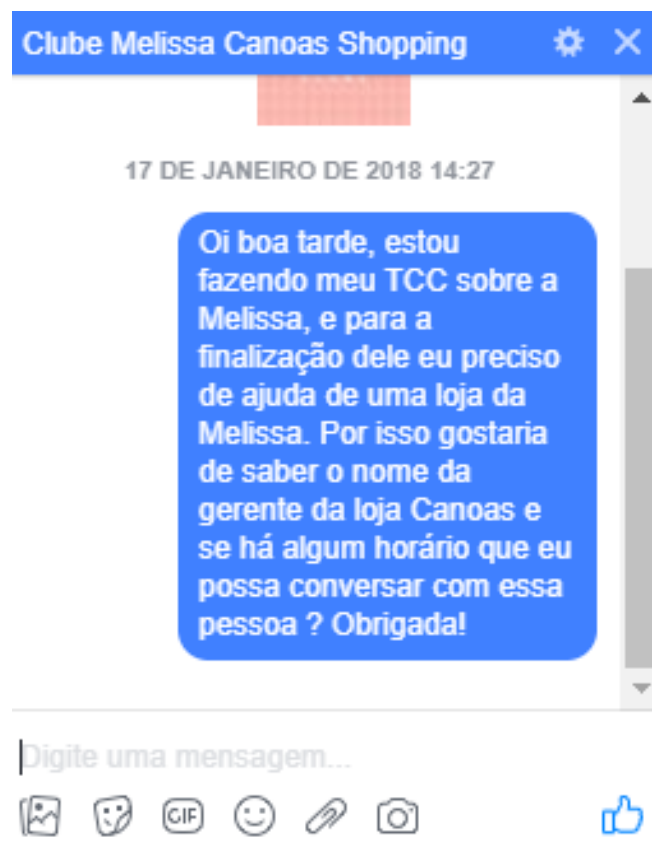 Clube Melissa Canoas Shopping
17 DE JANEIRO DE 2018 14:27
Oi boa tarde, estou
fazendo meu TCC sobre a
Melissa, e para a
finalização dele eu preciso
de ajuda de uma loja da
Melissa. Por isso gostaria
de saber o nome da
gerente da loja Canoas e
se há algum horário que eu
possa conversar com essa
pessoa ? Obrigada!
Digite uma mensagem...
GIF